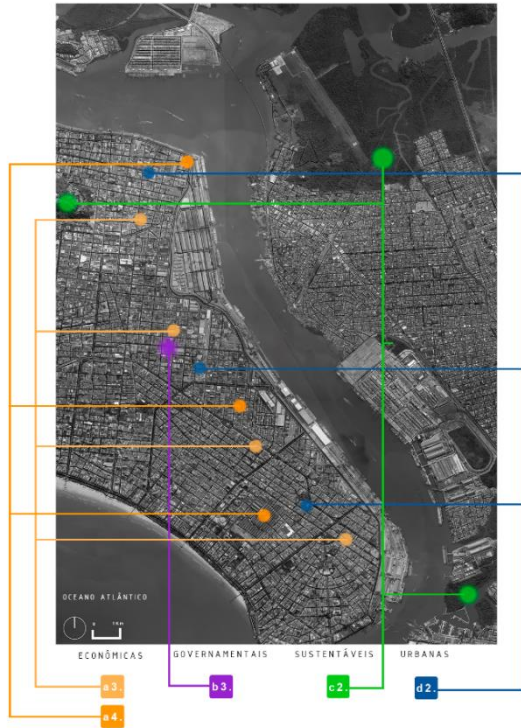 OCEANO ATLÂNTICO
ECONÔMICAS GOVERNAMENTAIS SUSTENTÁVEIS URBANAS
a3. b3. c2. d2.
a4.